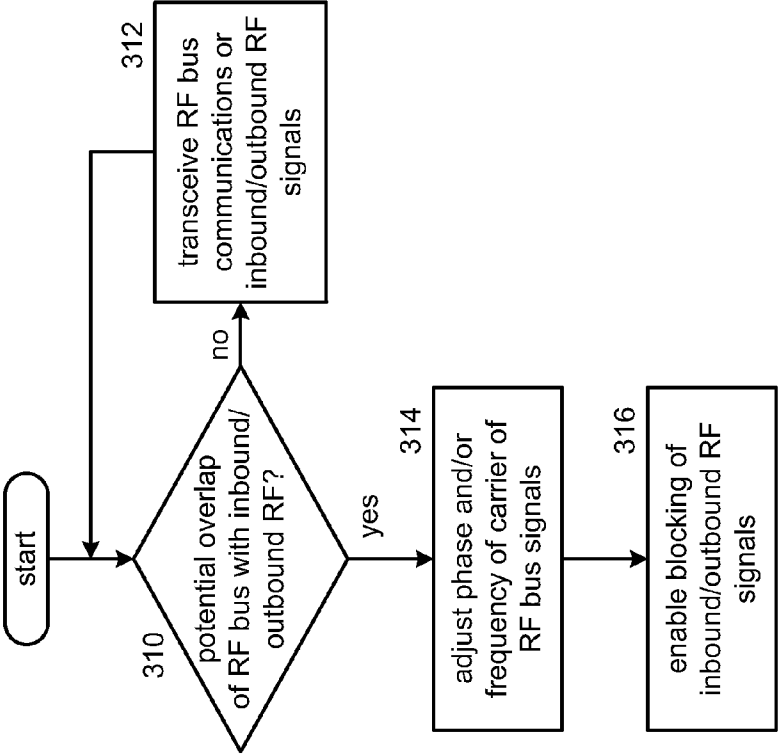 start
310
potential overlap
of RF bus with inbound/
outbound RF?
no
312
transceive RF bus
communications or
inbound/outbound RF
signals
yes
314
adjust phase and/or
frequency of carrier of
RF bus signals
316
enable blocking of
inbound/outbound RF
signals